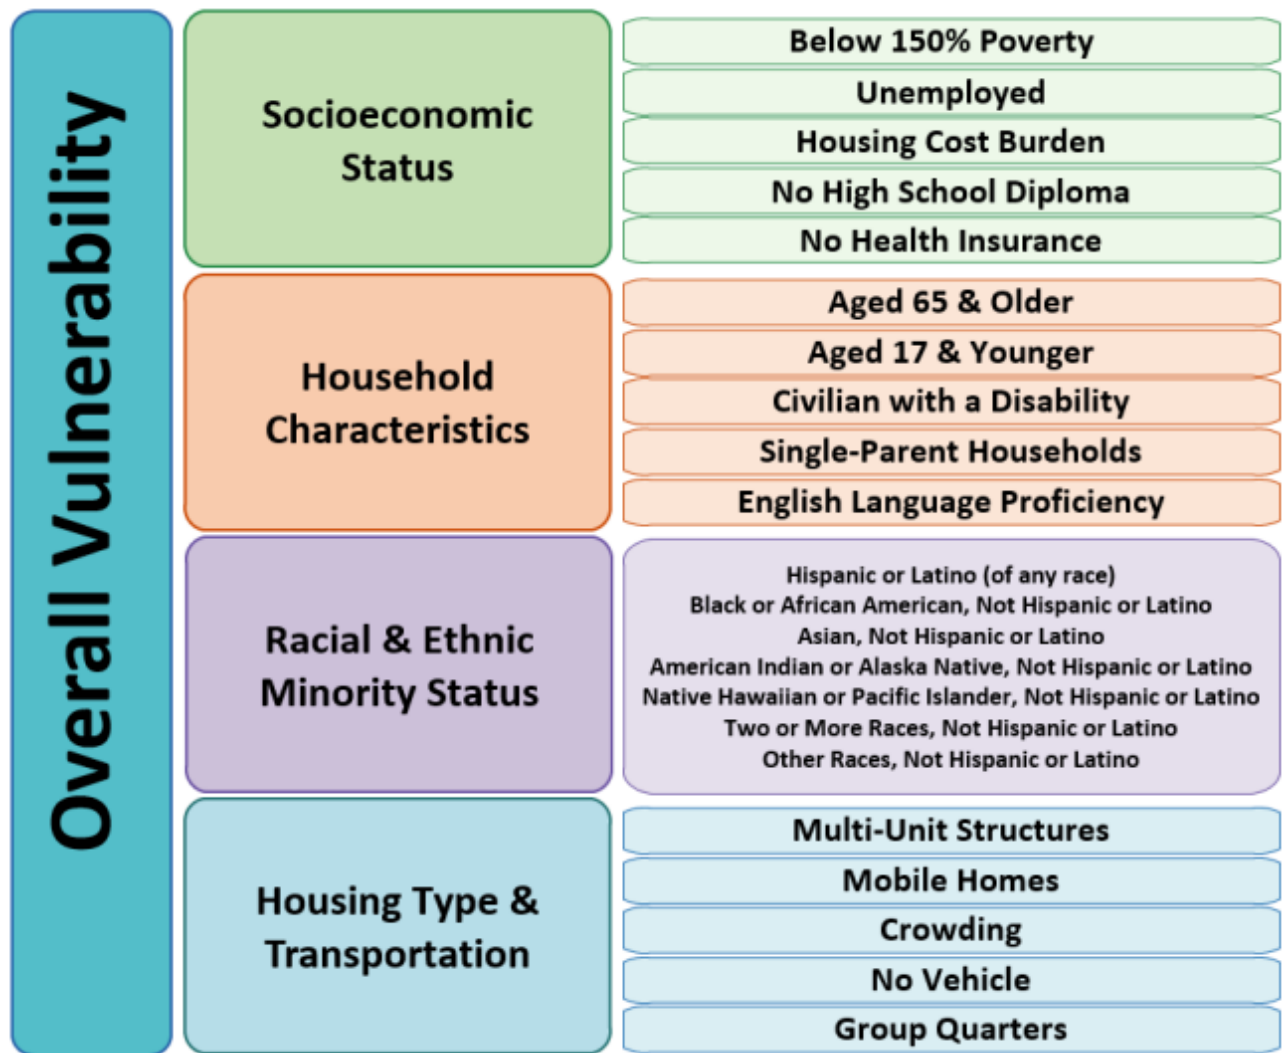 Overall Vulnerability
Socioeconomic
Status
Below 150% Poverty
Unemployed
Housing Cost Burden
No High School Diploma
No Health Insurance
Household
Characteristics
Aged 65 & Older
Aged 17 & Younger
Civilian with a Disability
Single-Parent Households
English Language Proficiency
Racial & Ethnic
Minority Status
Hispanic or Latino (of any race)
Black or African American, Not Hispanic or Latino
Asian, Not Hispanic or Latino
American Indian or Alaska Native, Not Hispanic or Latino
Native Hawaiian or Pacific Islander, Not Hispanic or Latino
Two or More Races, Not Hispanic or Latino
Other Races, Not Hispanic or Latino
Housing Type &
Transportation
Multi-Unit Structures
Mobile Homes
Crowding
No Vehicle
Group Quarters